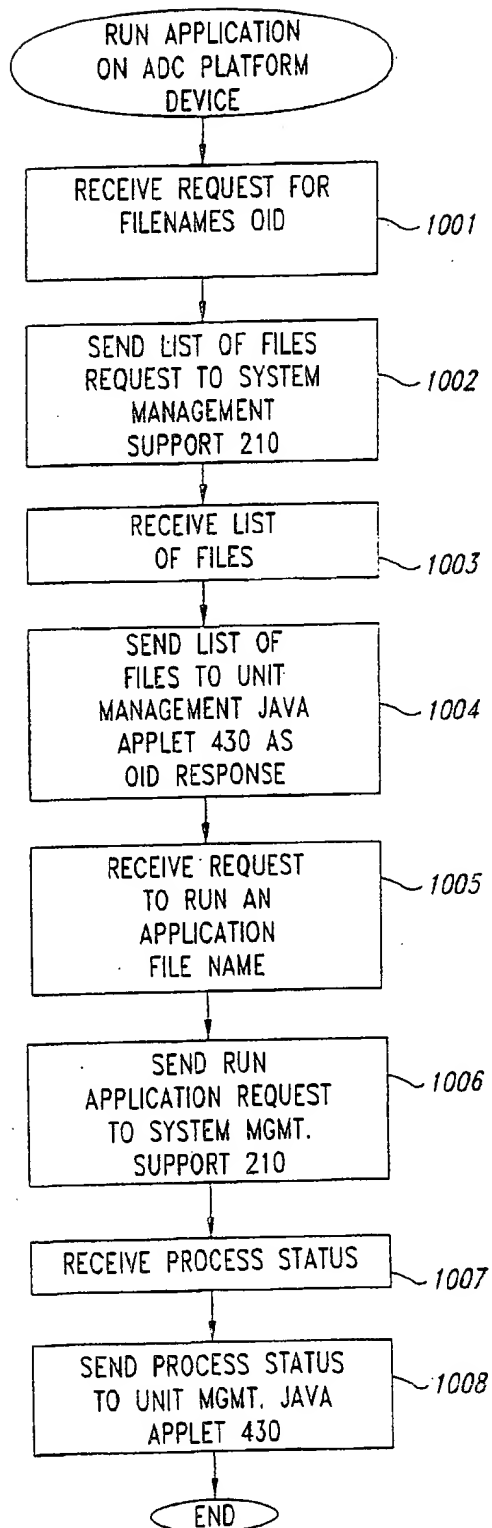 RUN APPLICATION
ON ADC PLATFORM
DEVICE
RECEIVE REQUEST FOR
FILENAMES OID
1001
SEND LIST OF FILES
REQUEST TO SYSTEM
MANAGEMENT
SUPPORT 210
1002
RECEIVE LIST
OF FILES
1003
SEND LIST OF
FILES TO UNIT
MANAGEMENT JAVA
APPLET 430 AS
OID RESPONSE
1004
RECEIVE REQUEST
TO RUN AN
APPLICATION
FILE NAME
1005
SEND RUN
APPLICATION REQUEST
TO SYSTEM MGMT.
SUPPORT 210
1006
RECEIVE PROCESS STATUS
1007
SEND PROCESS STATUS
TO UNIT MGMT. JAVA
APPLET 430
1008
END